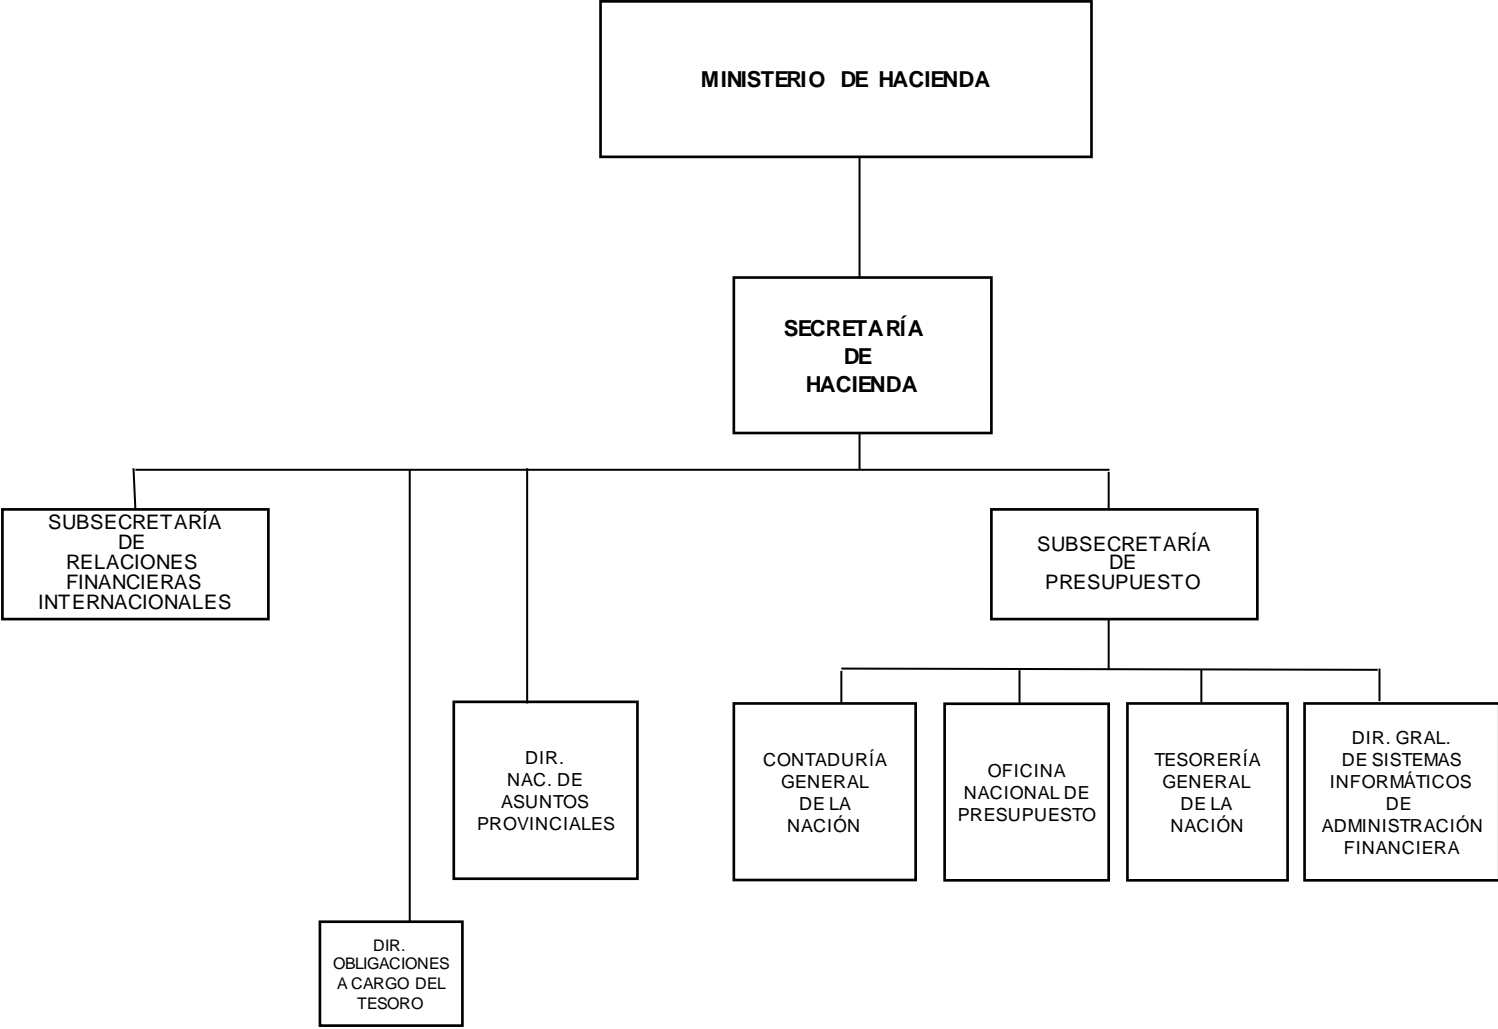 MINISTERIO DE HACIENDA
SECRETARÍA
DE
HACIENDA
SUBSECRETARÍA
DE
RELACIONES
FINANCIERAS
INTERNACIONALES
SUBSECRETARÍA
DE
PRESUPUESTO
DIR.
NAC. DE
ASUNTOS
PROVINCIALES
CONTADURÍA
GENERAL
DE LA
NACIÓN
OFICINA
NACIONAL DE
PRESUPUESTO
TESORERÍA
GENERAL
DE LA
NACIÓN
DIR. GRAL.
DE SISTEMAS
INFORMÁTICOS
DE
ADMINISTRACIÓN
FINANCIERA
DIR.
OBLIGACIONES
A CARGO DEL
TESORO